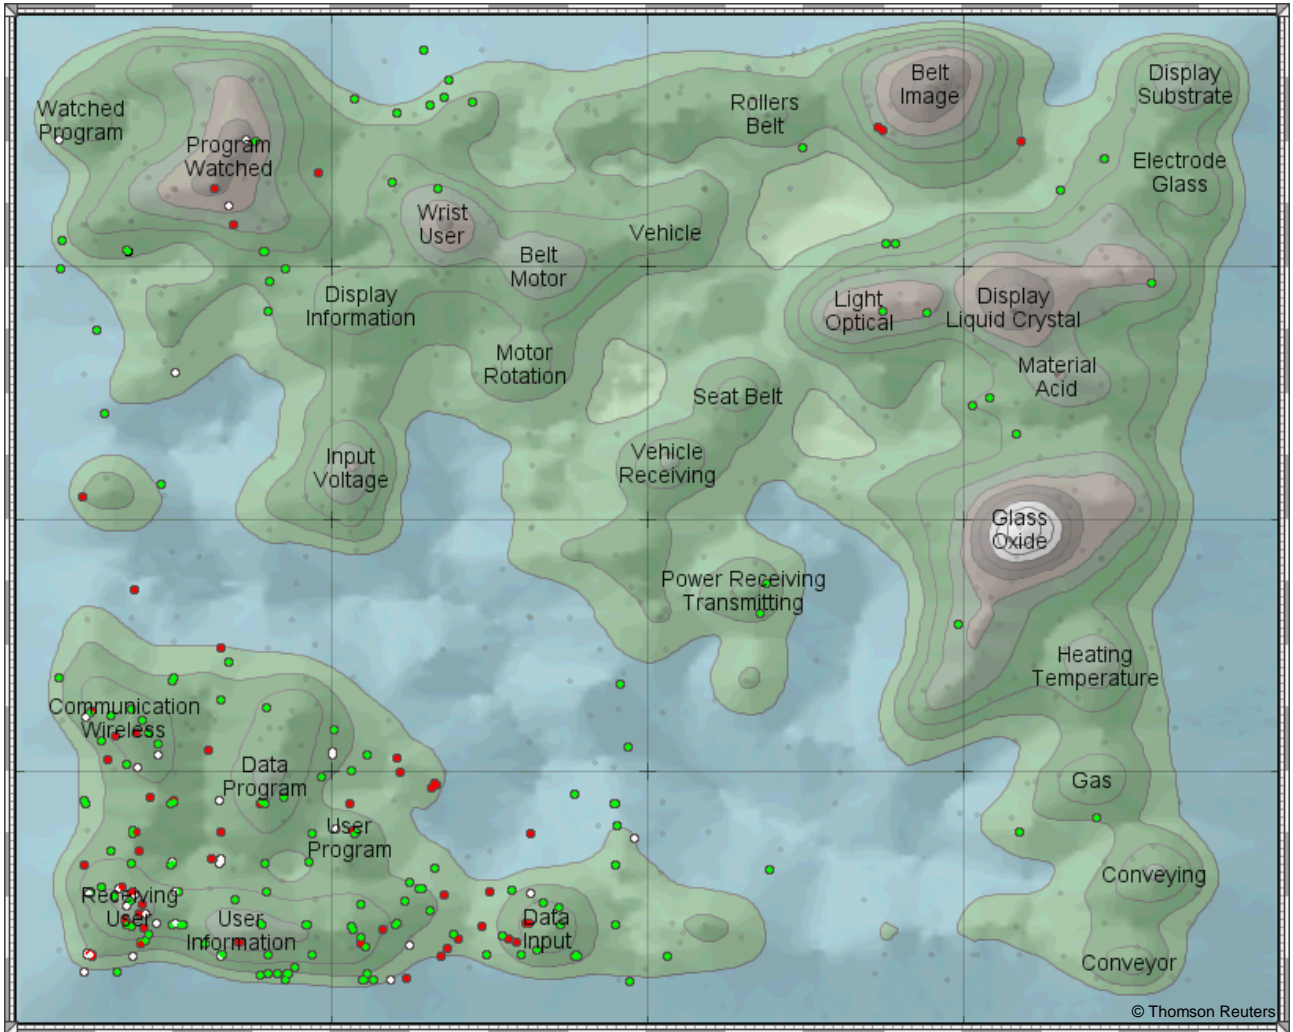 Belt
Image
Display
Substrate
Watched
Program
Rollers
Belt
Program
Watched
Electrode
Glass
Wrist
User
Vehicle
Belt
Motor
Display
Information
Light
Optical
Display
Liquid Crystal
Motor
Rotation
Material
Acid
Seat Belt
Input
Voltage
Vehicle
Receiving
Glass
Oxide
Power Receiving
Transmitting
Heating
Temperature
Communication
Wireless
Data
Program
Gas
User
Program
Conveying
Receiving
User
User
Information
Data
Input
Conveyor
© Thomson Reuters